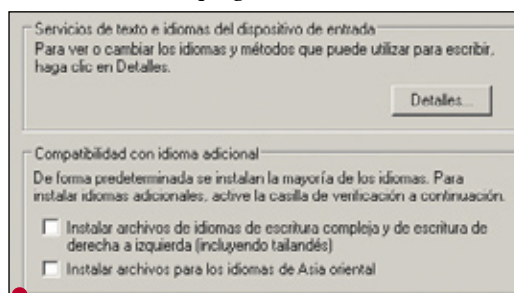 Servicios de texto e idiomas del dispositivo de entrada
Para ver o cambiar los idiomas y métodos que puede utilizar para escribir,
haga clic en Detalles.
Detalles...
Compatibilidad con idioma adicional
De forma predeterminada se instalan la mayoría de los idiomas. Para
instalar idiomas adicionales, active la casilla de verificación a continuación.
Instalar archivos de idiomas de escritura compleja y de escritura de
derecha a izquierda (incluyendo tailandés)
Instalar archivos para los idiomas de Asia oriental